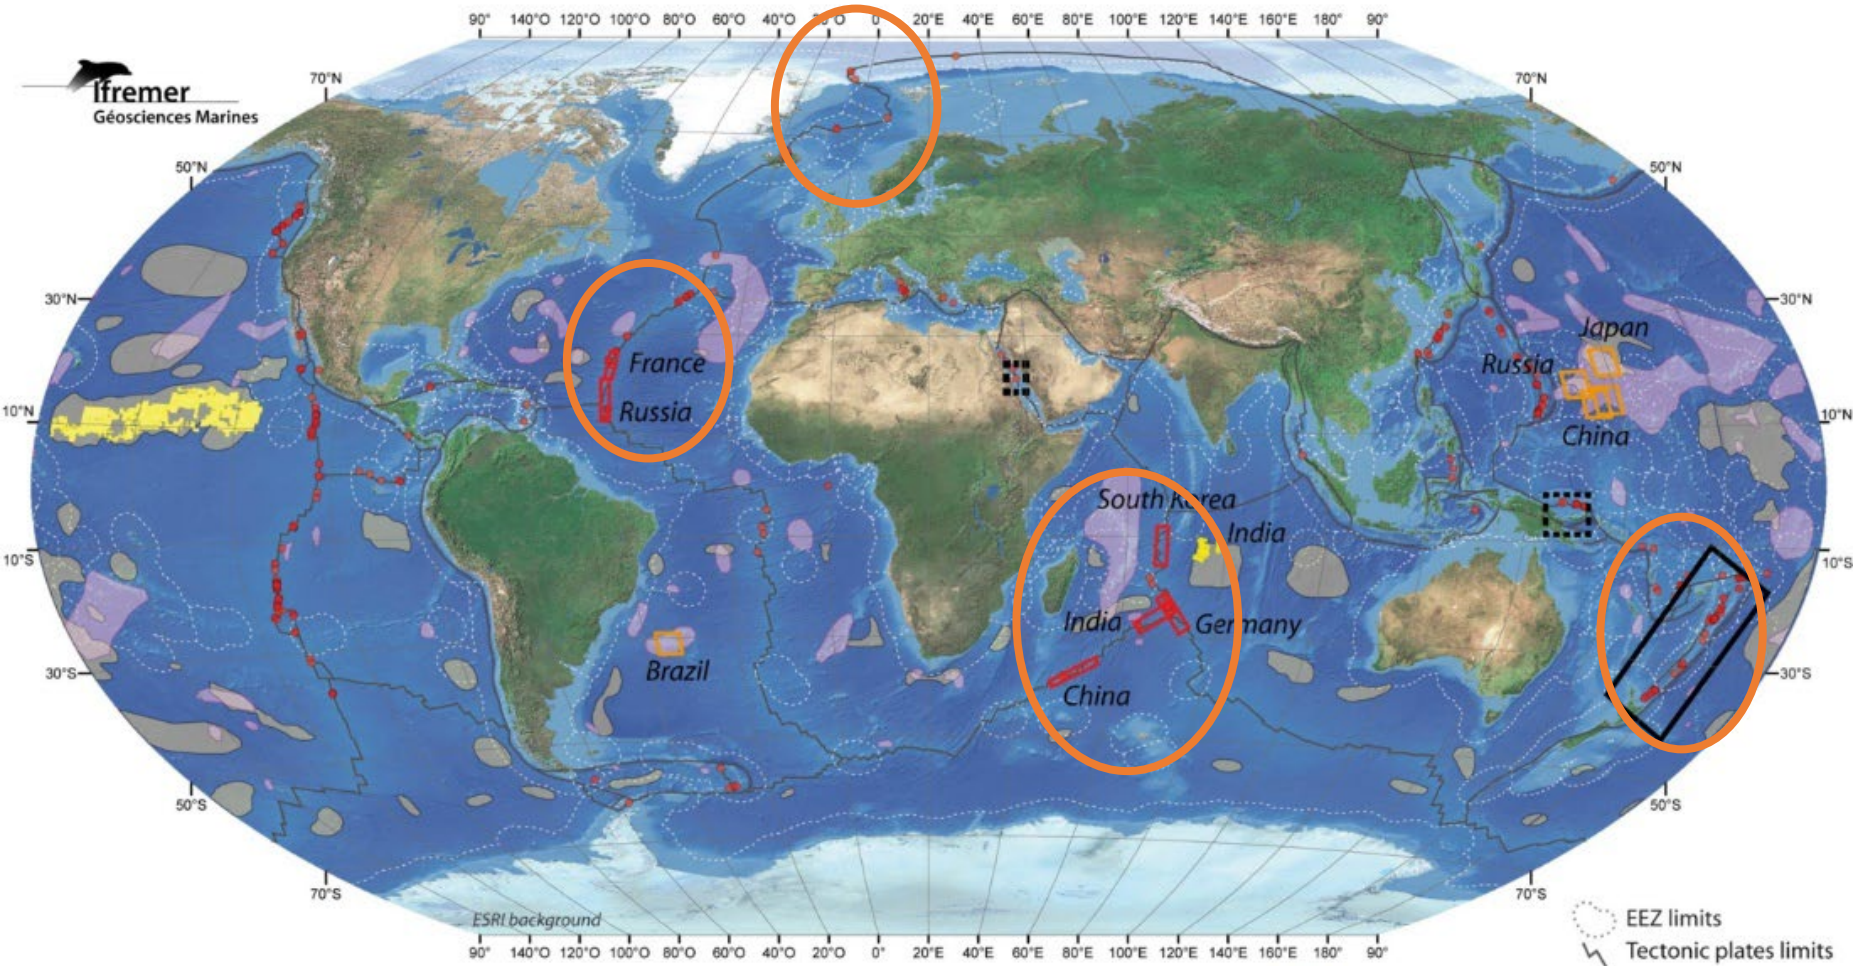 90° 140°O 120°O 100°O 80°O 60°O 40°O 20°O 0° 20°E 40°E 60°E 80°E 100°E 120°E 140°E 160°E 180°E 90°
70°N 70°N
Ifremer
Géosciences Marines
50°N 50°N
30°N 30°N
Japan
France
Russia
Russia
10°N 10°N
China
South Korea
India
10°S 10°S
India
Germany
Brazil
30°S 30°S
China
50°S 50°S
70°S 70°S
ESRI background
EEZ limits
90° 140°O 120°O 100°O 80°O 60°O 40°O 20°O 0° 20°E 40°E 60°E 80°E 100°E 120°E 140°E 160°E 180°E 90°
Tectonic plates limits